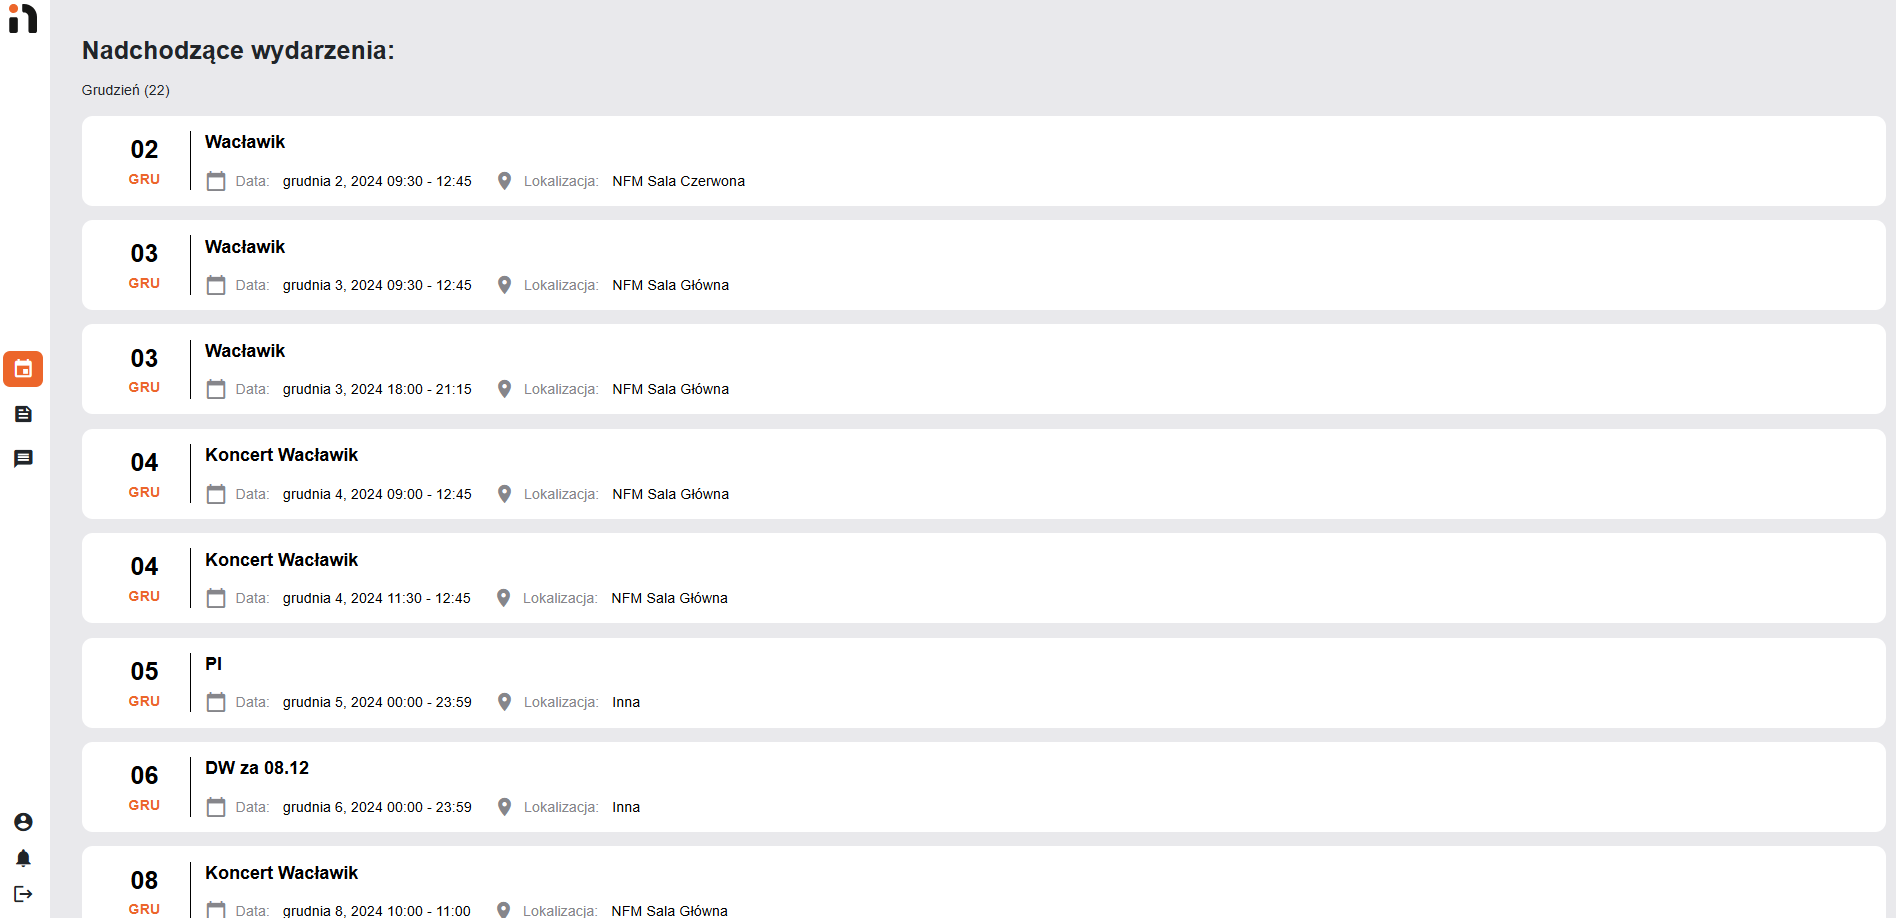 Nadchodzące wydarzenia:
Grudzień (22)
02
GRU
Wacławik
Data: grudnia 2, 2024 09:30 - 12:45 Lokalizacja: NFM Sala Czerwona
03
GRU
Wacławik
Data: grudnia 3, 2024 09:30 - 12:45 Lokalizacja: NFM Sala Główna
03
GRU
Wacławik
Data: grudnia 3, 2024 18:00 - 21:15 Lokalizacja: NFM Sala Główna
04
GRU
Koncert Wacławik
Data: grudnia 4, 2024 09:00 - 12:45 Lokalizacja: NFM Sala Główna
04
GRU
Koncert Wacławik
Data: grudnia 4, 2024 11:30 - 12:45 Lokalizacja: NFM Sala Główna
05
GRU
PI
Data: grudnia 5, 2024 00:00 - 23:59 Lokalizacja: Inna
06
GRU
DW za 08.12
Data: grudnia 6, 2024 00:00 - 23:59 Lokalizacja: Inna
08
GRU
Koncert Wacławik
Data: grudnia 8, 2024 10:00 - 11:00 Lokalizacja: NFM Sala Główna